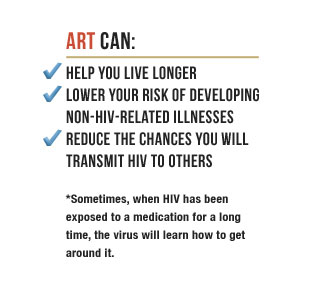 ART CAN:
HELP YOU LIVE LONGER
LOWER YOUR RISK OF DEVELOPING
NON-HIV-RELATED ILLNESSES
REDUCE THE CHANCES YOU WILL
TRANSMIT HIV TO OTHERS
*Sometimes, when HIV has been
exposed to a medication for a long
time, the virus will learn how to get
around it.